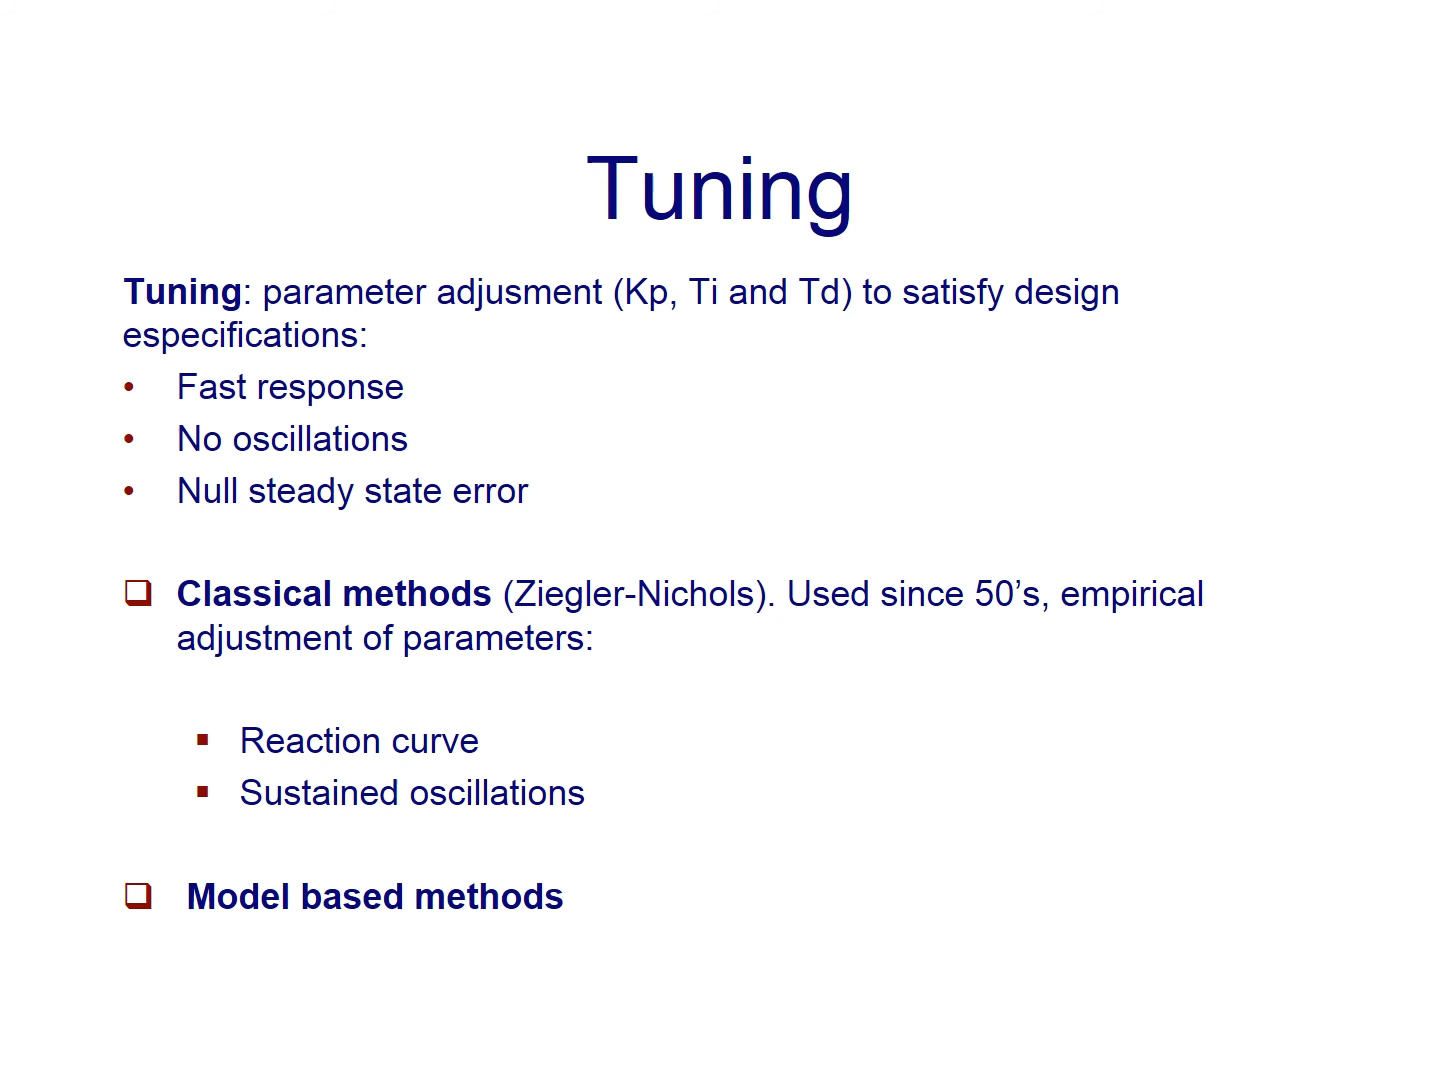 Tuning
Tuning: parameter adjusment (Kp, Ti and Td) to satisfy design
especifications:
• Fast response
• No oscillations
• Null steady state error
❑ Classical methods (Ziegler-Nichols). Used since 50’s, empirical
adjustment of parameters:
▪ Reaction curve
▪ Sustained oscillations
❑ Model based methods